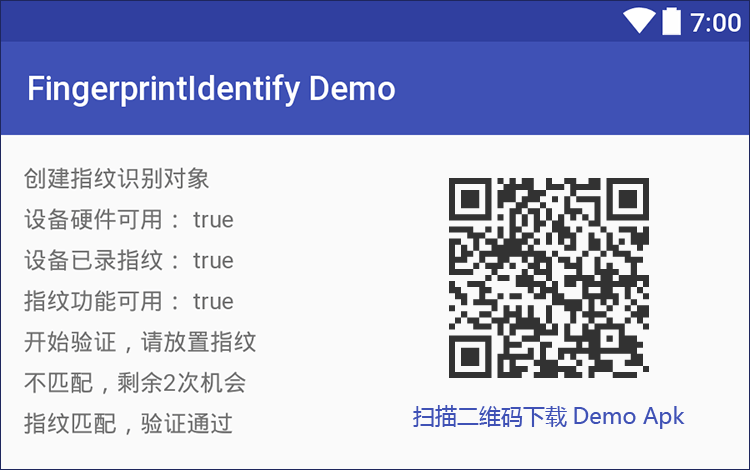 7:00
FingerprintIdentify Demo
创建指纹识别对象
设备硬件可用： true
设备已录指纹： true
指纹功能可用： true
开始验证，请放置指纹
不匹配，剩余2次机会
指纹匹配，验证通过
扫描二维码下载 Demo Apk